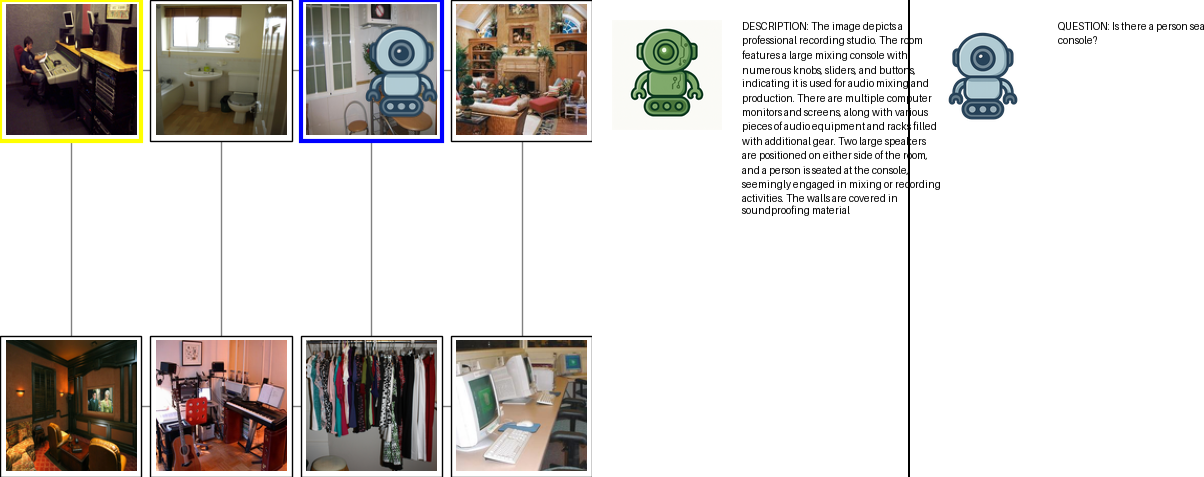 DESCRIPTION: The image depicts a
professional recording studio. The room
features a large mixing console with
numerous knobs, sliders, and buttons,
indicating it is used for audio mixing and
production. There are multiple computer
monitors and screens, along with various
pieces of audio equipment and racks filled
with additional gear. Two large speakers
are positioned on either side of the room,
and a person is seated at the console,
seemingly engaged in mixing or recording
activities. The walls are covered in
soundproofing material.
QUESTION: Is there a person sea
console?